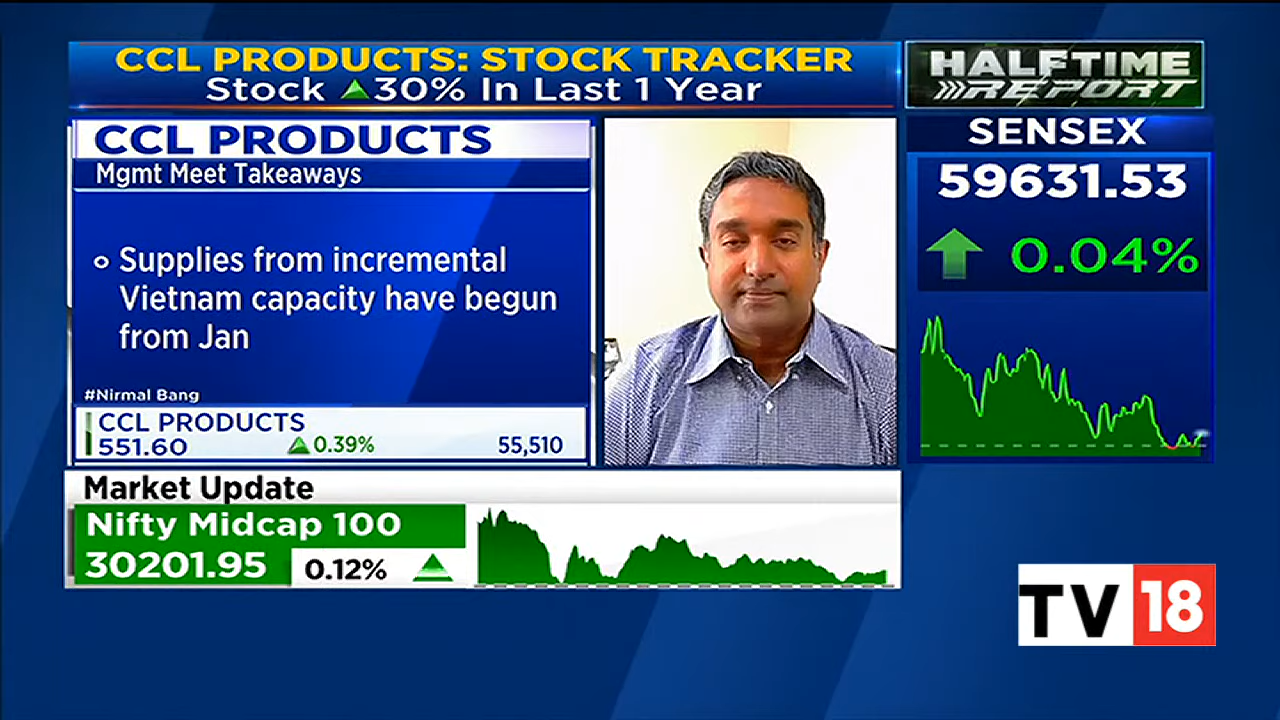 CCL PRODUCTS: STOCK TRACKER
Stock ▲30% In Last 1 Year
HALFTIME
REPORT
CCL PRODUCTS
Mgmt Meet Takeaways
Supplies from incremental
Vietnam capacity have begun
from Jan
#Nirmal Bang
CCL PRODUCTS
551.60 ▲0.39% 55,510
SENSEX
59631.53
0.04%
Market Update
Nifty Midcap 100
30201.95 0.12%
TV18